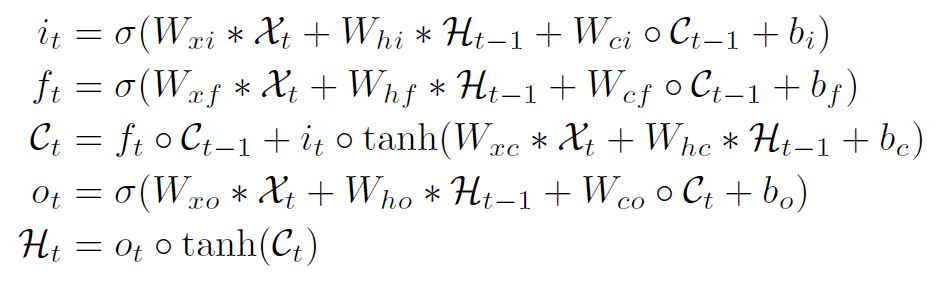 i_t = σ(W_{xi} ∗ 𝒳_t + W_{hi} ∗ ℋ_{t−1} + W_{ci} ∘ 𝒞_{t−1} + b_i)
f_t = σ(W_{xf} ∗ 𝒳_t + W_{hf} ∗ ℋ_{t−1} + W_{cf} ∘ 𝒞_{t−1} + b_f)
𝒞_t = f_t ∘ 𝒞_{t−1} + i_t ∘ tanh(W_{xc} ∗ 𝒳_t + W_{hc} ∗ ℋ_{t−1} + b_c)
o_t = σ(W_{xo} ∗ 𝒳_t + W_{ho} ∗ ℋ_{t−1} + W_{co} ∘ 𝒞_t + b_o)
ℋ_t = o_t ∘ tanh(𝒞_t)